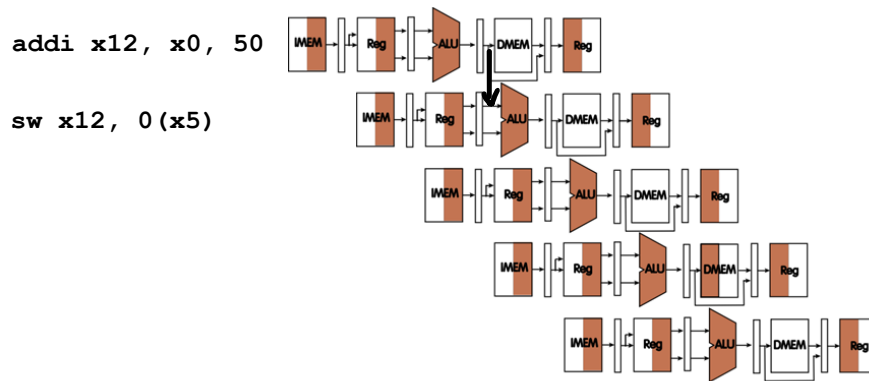 addi x12, x0, 50
IMEM Reg ALU DMEM Reg
sw x12, 0(x5)
IMEM Reg ALU DMEM Reg
IMEM Reg ALU DMEM Reg
IMEM Reg ALU DMEM Reg
IMEM Reg ALU DMEM Reg